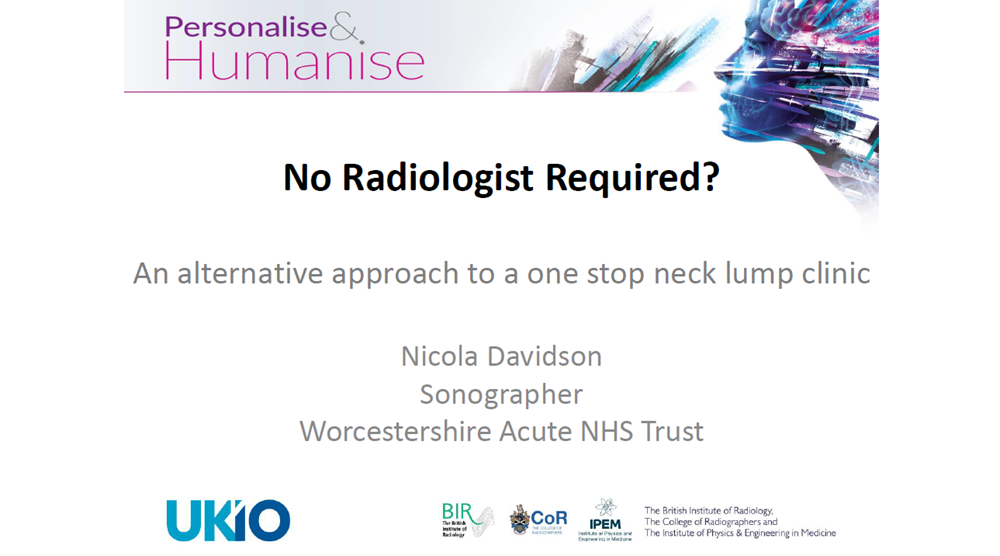 Personalise &
Humanise
No Radiologist Required?
An alternative approach to a one stop neck lump clinic
Nicola Davidson
Sonographer
Worcestershire Acute NHS Trust
UKIO
BIR
The British
Institute of
Radiology
CoR
THE COLLEGE OF
RADIOGRAPHERS
IPEM
Institute of Physics and
Engineering in Medicine
The British Institute of Radiology,
The College of Radiographers and
The Institute of Physics & Engineering in Medicine